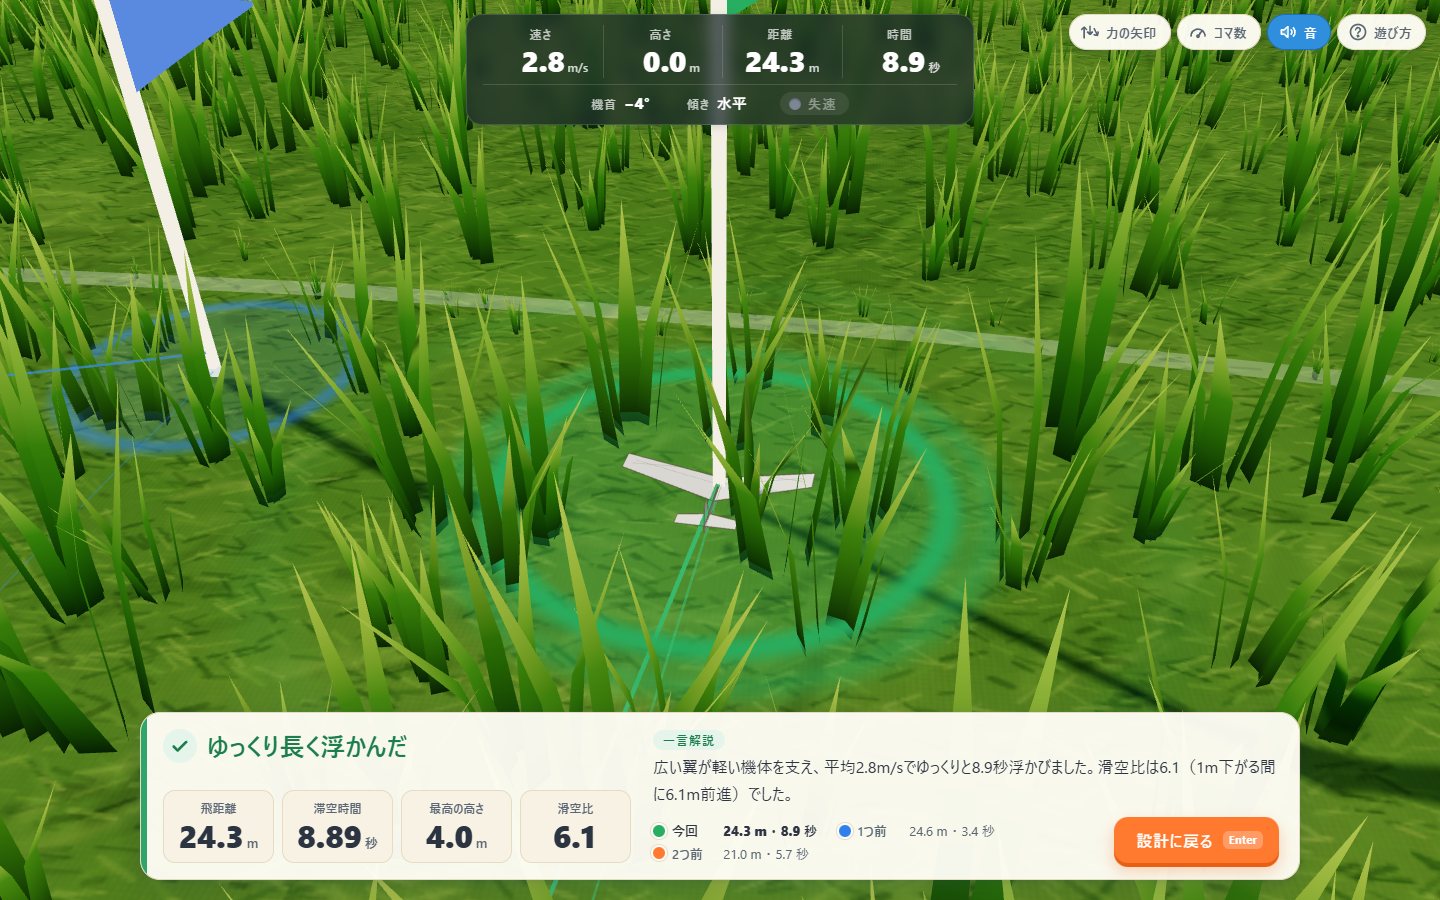 速さ 高さ 距離 時間
2.8 m/s 0.0 m 24.3 m 8.9 秒
機首 −4° 傾き 水平 失速
力の矢印 コマ数 音 遊び方
ゆっくり長く浮かんだ
飛距離 滞空時間 最高の高さ 滑空比
24.3 m 8.89 秒 4.0 m 6.1
一言解説
広い翼が軽い機体を支え、平均2.8m/sでゆっくりと8.9秒浮かびました。滑空比は6.1（1m下がる間
に6.1m前進）でした。
今回 24.3 m・8.9 秒 1つ前 24.6 m・3.4 秒
2つ前 21.0 m・5.7 秒
設計に戻る Enter